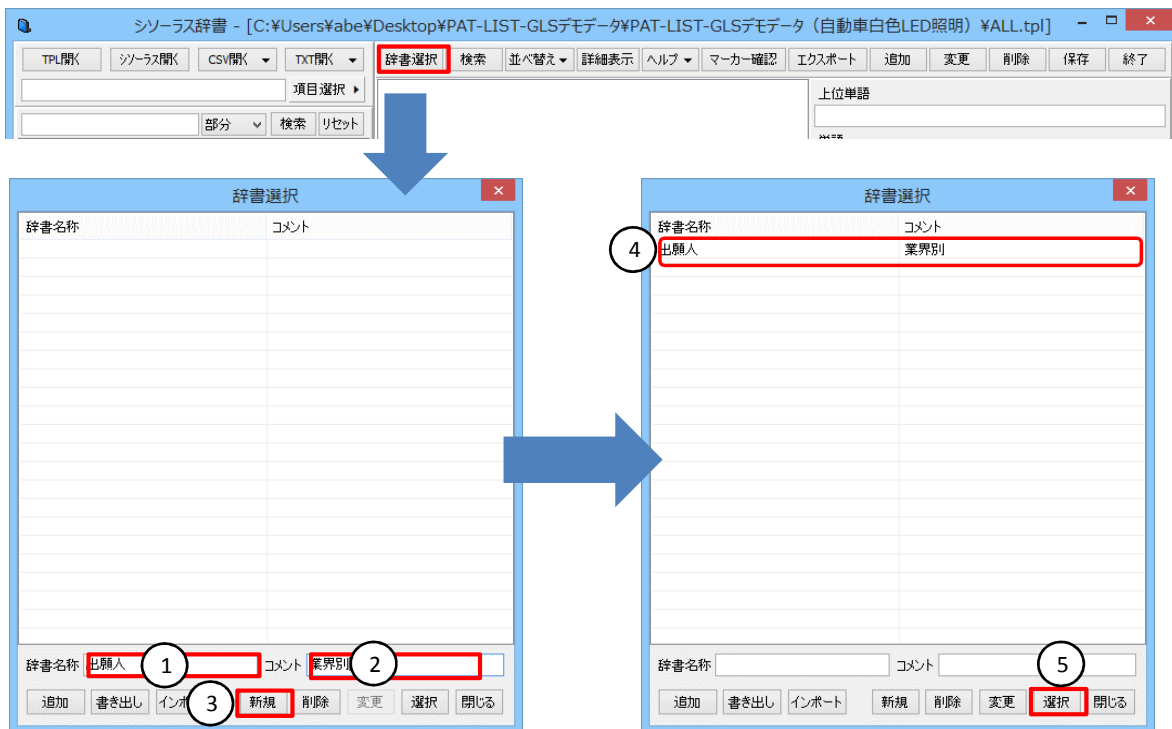 シソーラス辞書 - [C:¥Users¥abe¥Desktop¥PAT-LIST-GLSデモデータ¥PAT-LIST-GLSデモデータ（自動車白色LED照明）¥ALL.tpl]
TPL開く シソーラス開く CSV開く TXT開く 辞書選択 検索 並べ替え 詳細表示 ヘルプ マーカー確認 エクスポート 追加 変更 削除 保存 終了
項目選択
上位単語
部分 検索 リセット
辞書選択
辞書名称 コメント
辞書名称 出願人 1 コメント 業界別 2
追加 書き出し インポ 3 新規 削除 変更 選択 閉じる
辞書選択
辞書名称 コメント
4 出願人 業界別
辞書名称 コメント 5
追加 書き出し インポート 新規 削除 変更 選択 閉じる